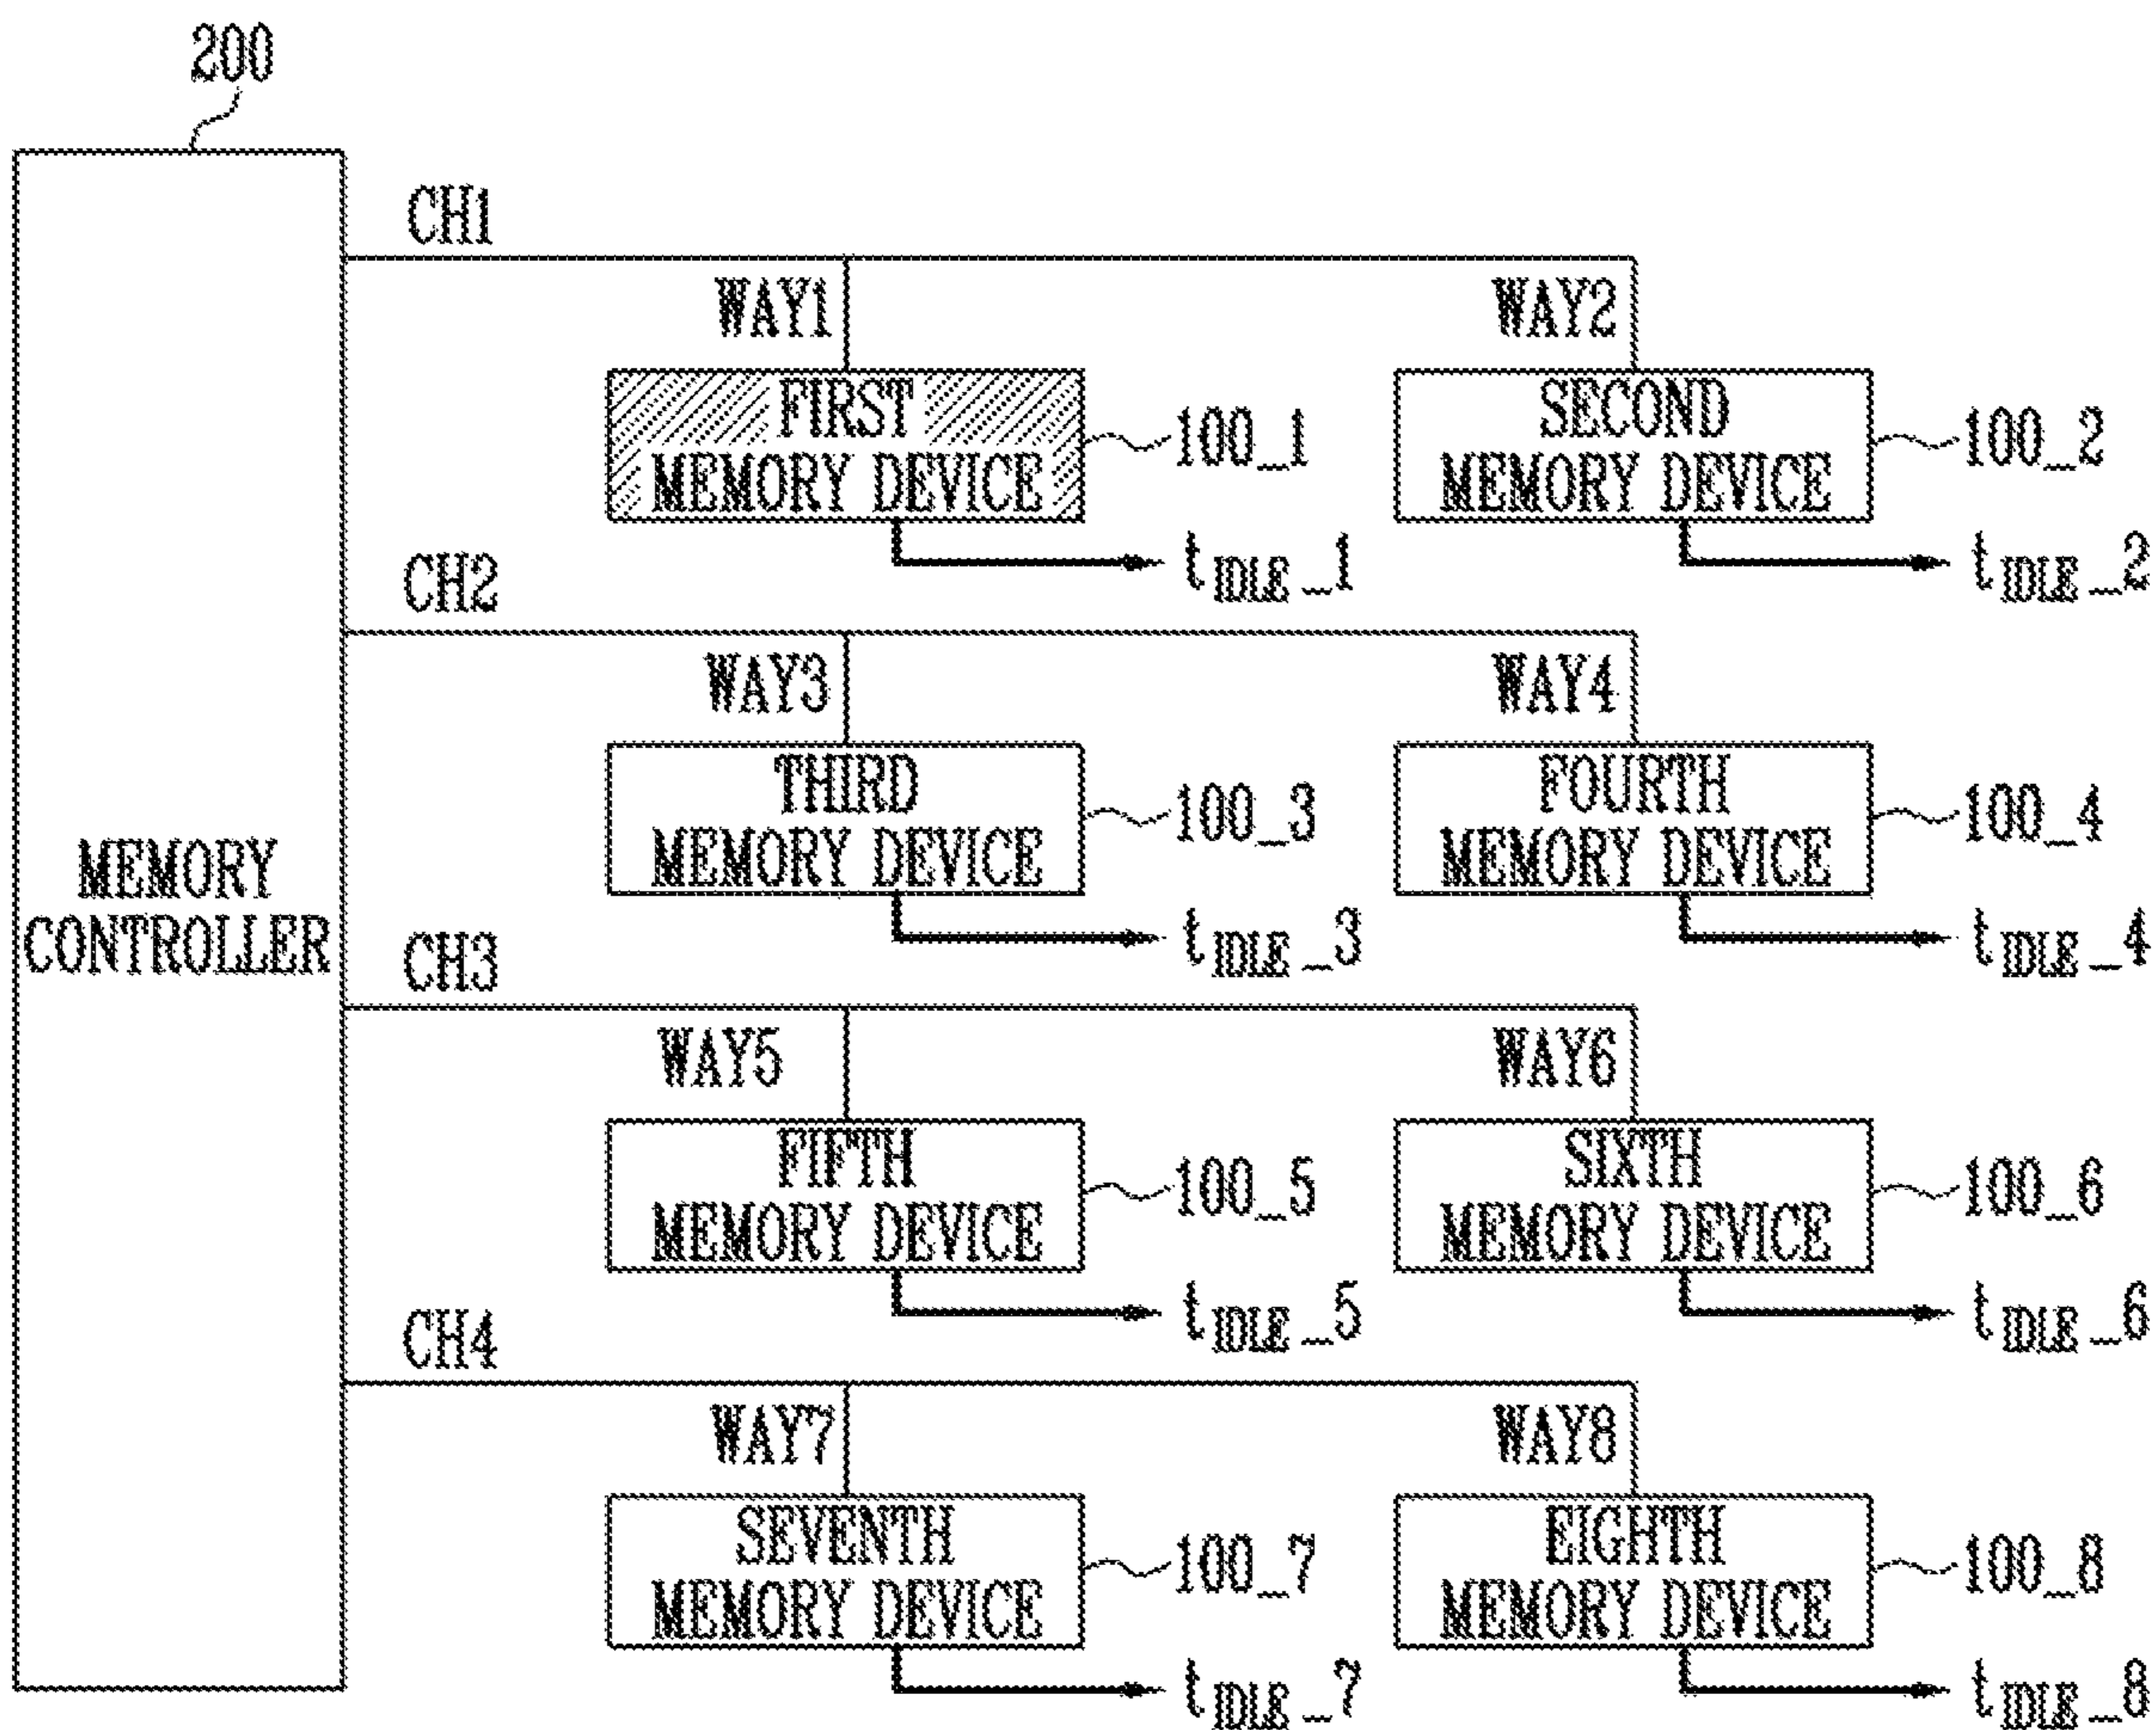 200
CH1
WAY1
WAY2
FIRST
MEMORY DEVICE
100_1
SECOND
MEMORY DEVICE
100_2
tIDLE_1
tIDLE_2
CH2
WAY3
WAY4
THIRD
MEMORY DEVICE
100_3
FOURTH
MEMORY DEVICE
100_4
MEMORY
CONTROLLER
tIDLE_3
tIDLE_4
CH3
WAY5
WAY6
FIFTH
MEMORY DEVICE
100_5
SIXTH
MEMORY DEVICE
100_6
tIDLE_5
tIDLE_6
CH4
WAY7
WAY8
SEVENTH
MEMORY DEVICE
100_7
EIGHTH
MEMORY DEVICE
100_8
tIDLE_7
tIDLE_8